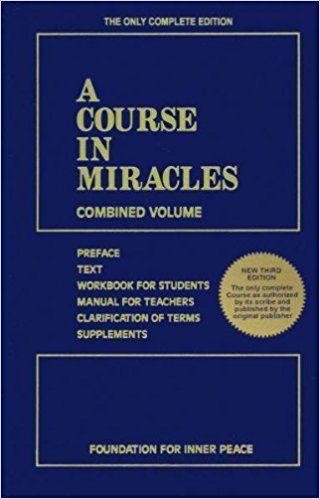 THE ONLY COMPLETE EDITION
A
COURSE
IN
MIRACLES
COMBINED VOLUME
PREFACE
TEXT
WORKBOOK FOR STUDENTS
MANUAL FOR TEACHERS
CLARIFICATION OF TERMS
SUPPLEMENTS
NEW THIRD
EDITION
The only complete
Course as authorized
by its scribe and
published by the
original publisher
FOUNDATION FOR INNER PEACE